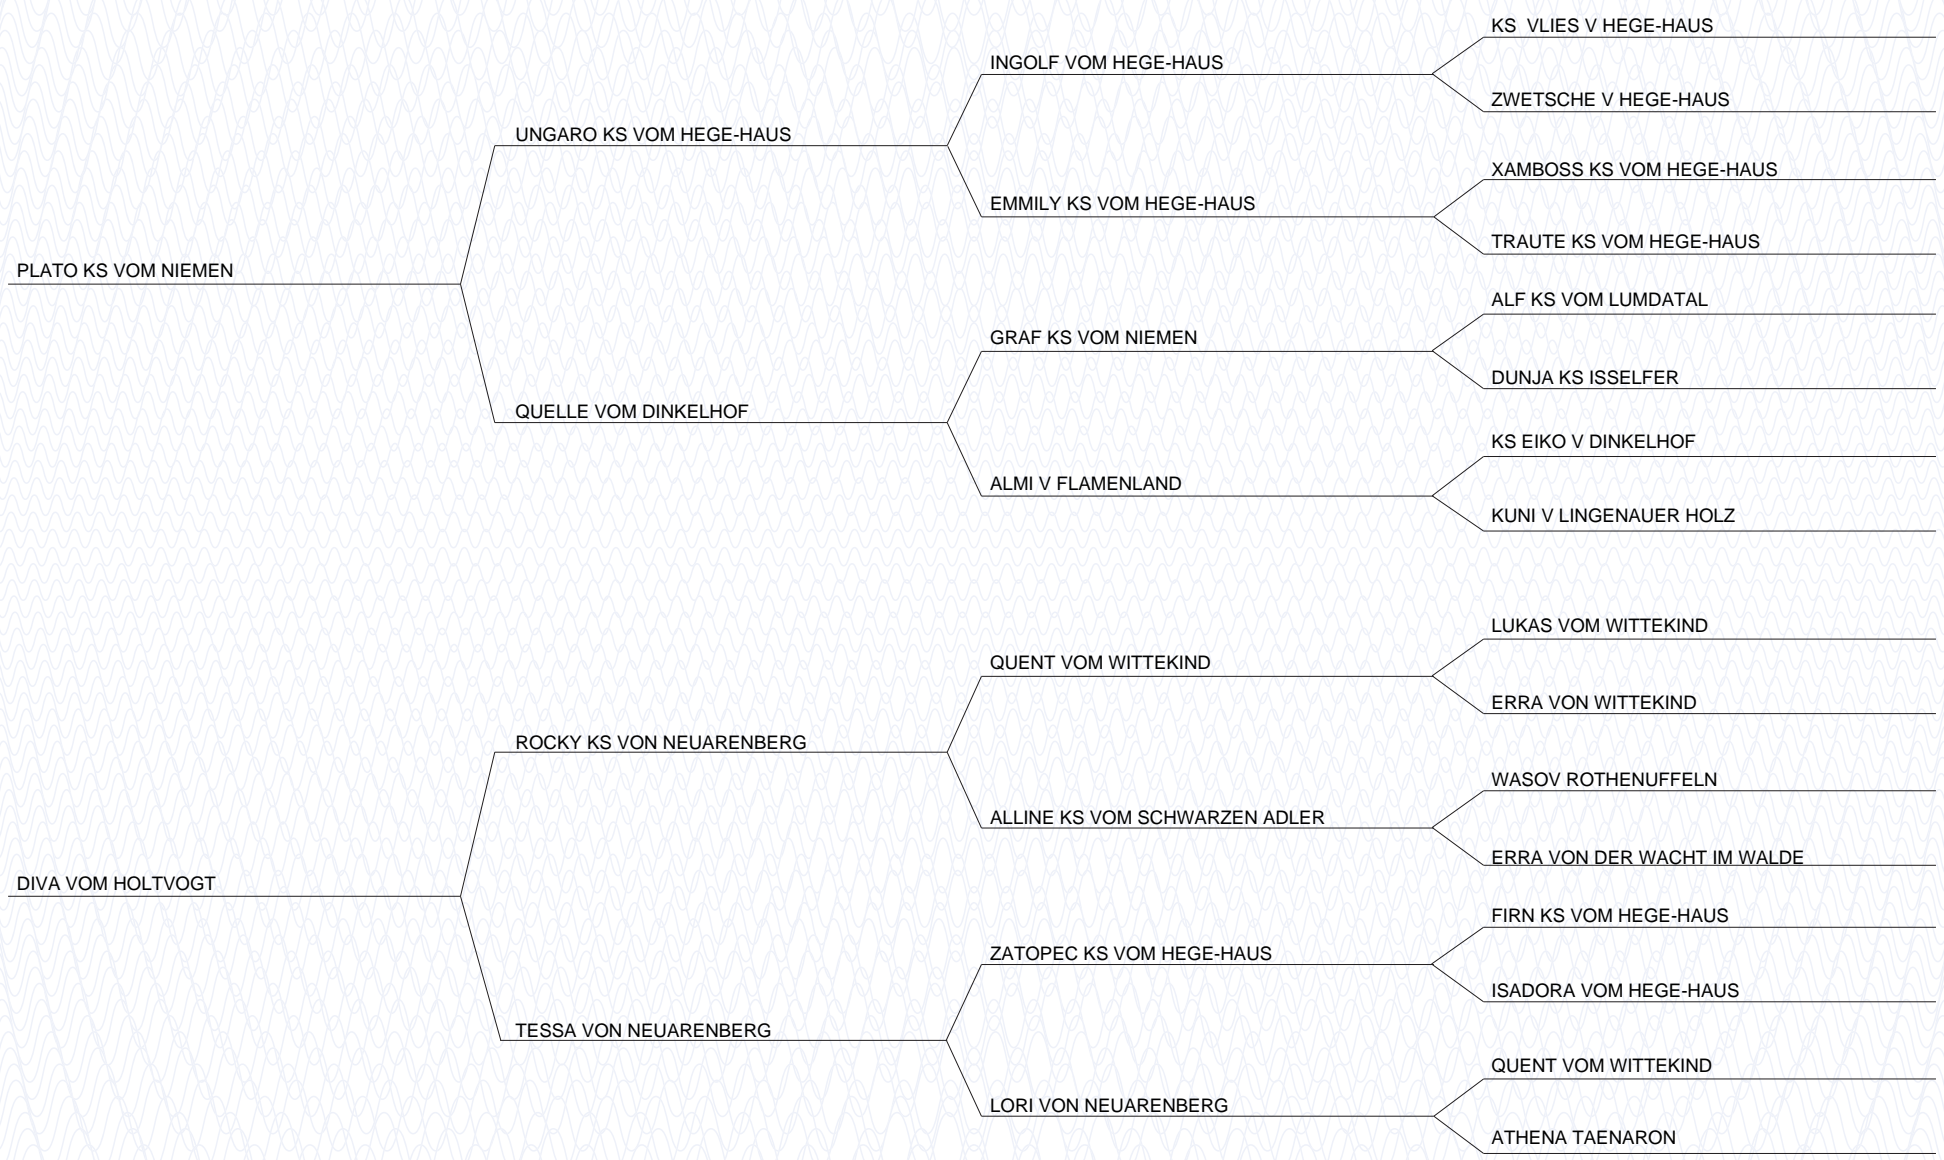 KS  VLIES V HEGE-HAUS
INGOLF VOM HEGE-HAUS
ZWETSCHE V HEGE-HAUS
UNGARO KS VOM HEGE-HAUS
XAMBOSS KS VOM HEGE-HAUS
EMMILY KS VOM HEGE-HAUS
TRAUTE KS VOM HEGE-HAUS
PLATO KS VOM NIEMEN
ALF KS VOM LUMDATAL
GRAF KS VOM NIEMEN
DUNJA KS ISSELFER
QUELLE VOM DINKELHOF
KS EIKO V DINKELHOF
ALMI V FLAMENLAND
KUNI V LINGENAUER HOLZ
LUKAS VOM WITTEKIND
QUENT VOM WITTEKIND
ERRA VON WITTEKIND
ROCKY KS VON NEUARENBERG
WASOV ROTHENUFFELN
ALLINE KS VOM SCHWARZEN ADLER
ERRA VON DER WACHT IM WALDE
DIVA VOM HOLTVOGT
FIRN KS VOM HEGE-HAUS
ZATOPEC KS VOM HEGE-HAUS
ISADORA VOM HEGE-HAUS
TESSA VON NEUARENBERG
QUENT VOM WITTEKIND
LORI VON NEUARENBERG
ATHENA TAENARON